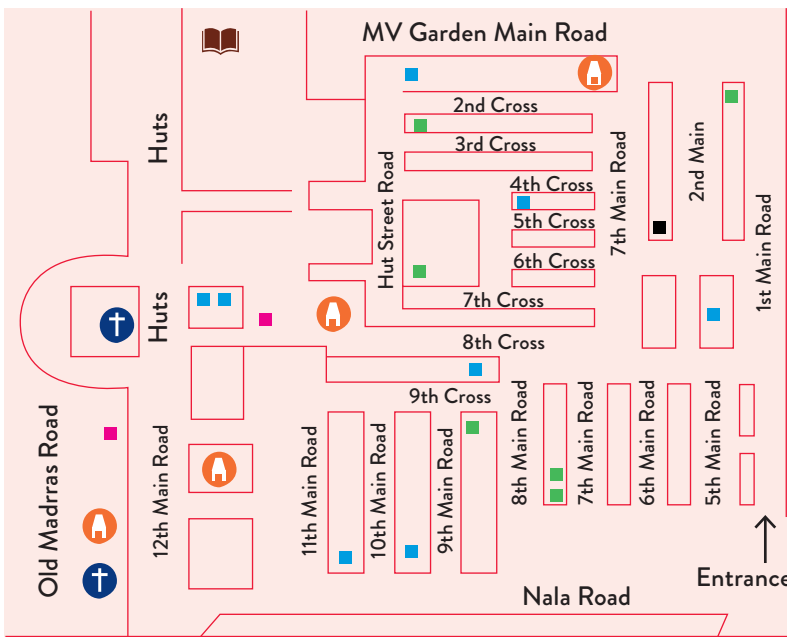 MV Garden Main Road
2nd Cross
3rd Cross
4th Cross
5th Cross
6th Cross
7th Cross
8th Cross
9th Cross
Huts
Huts
Hut Street Road
7th Main Road
2nd Main
1st Main Road
Old Madrras Road
12th Main Road
11th Main Road
10th Main Road
9th Main Road
8th Main Road
7th Main Road
6th Main Road
5th Main Road
Entrance
Nala Road